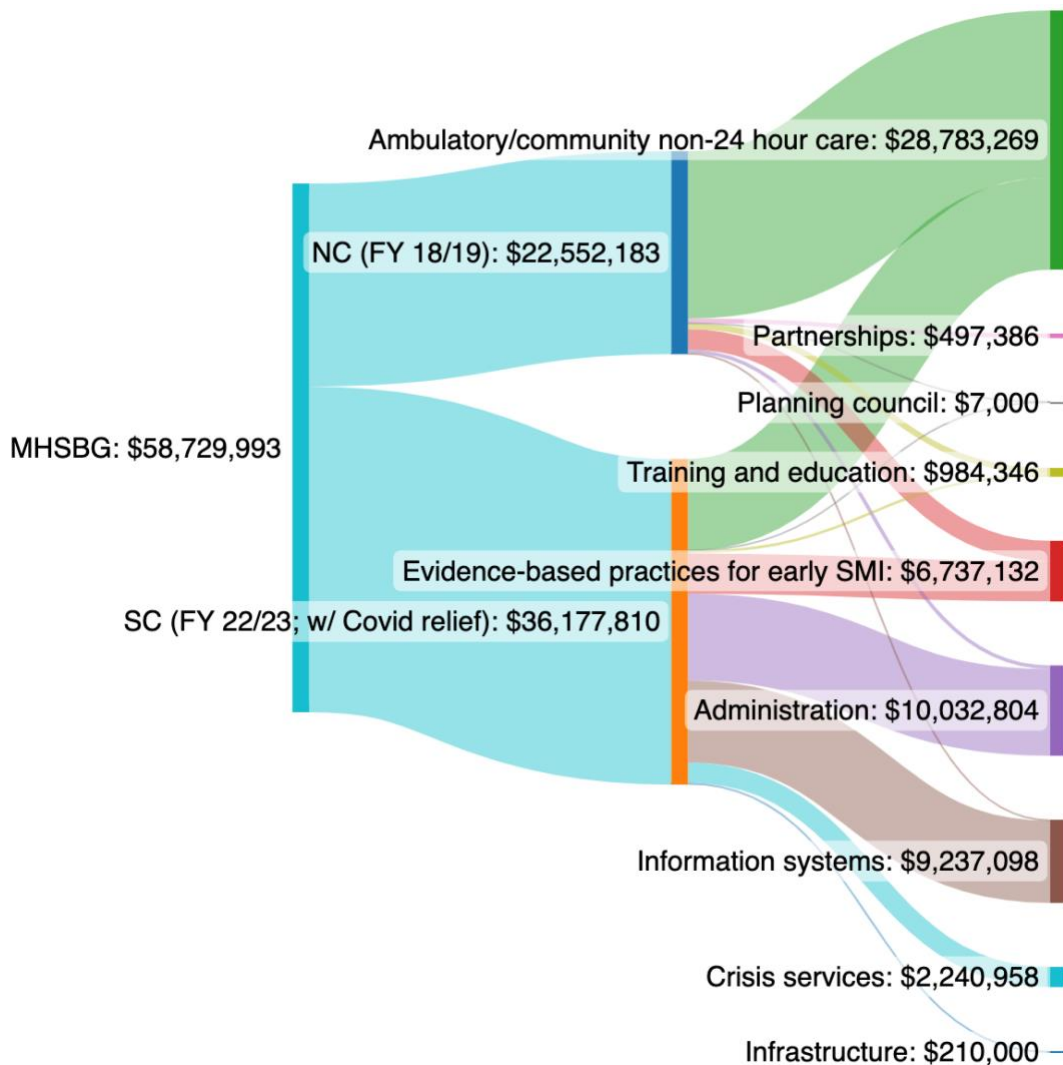 Ambulatory/community non-24 hour care: $28,783,269
NC (FY 18/19): $22,552,183
Partnerships: $497,386
Planning council: $7,000
MHSBG: $58,729,993
Training and education: $984,346
Evidence-based practices for early SMI: $6,737,132
SC (FY 22/23; w/ Covid relief): $36,177,810
Administration: $10,032,804
Information systems: $9,237,098
Crisis services: $2,240,958
Infrastructure: $210,000